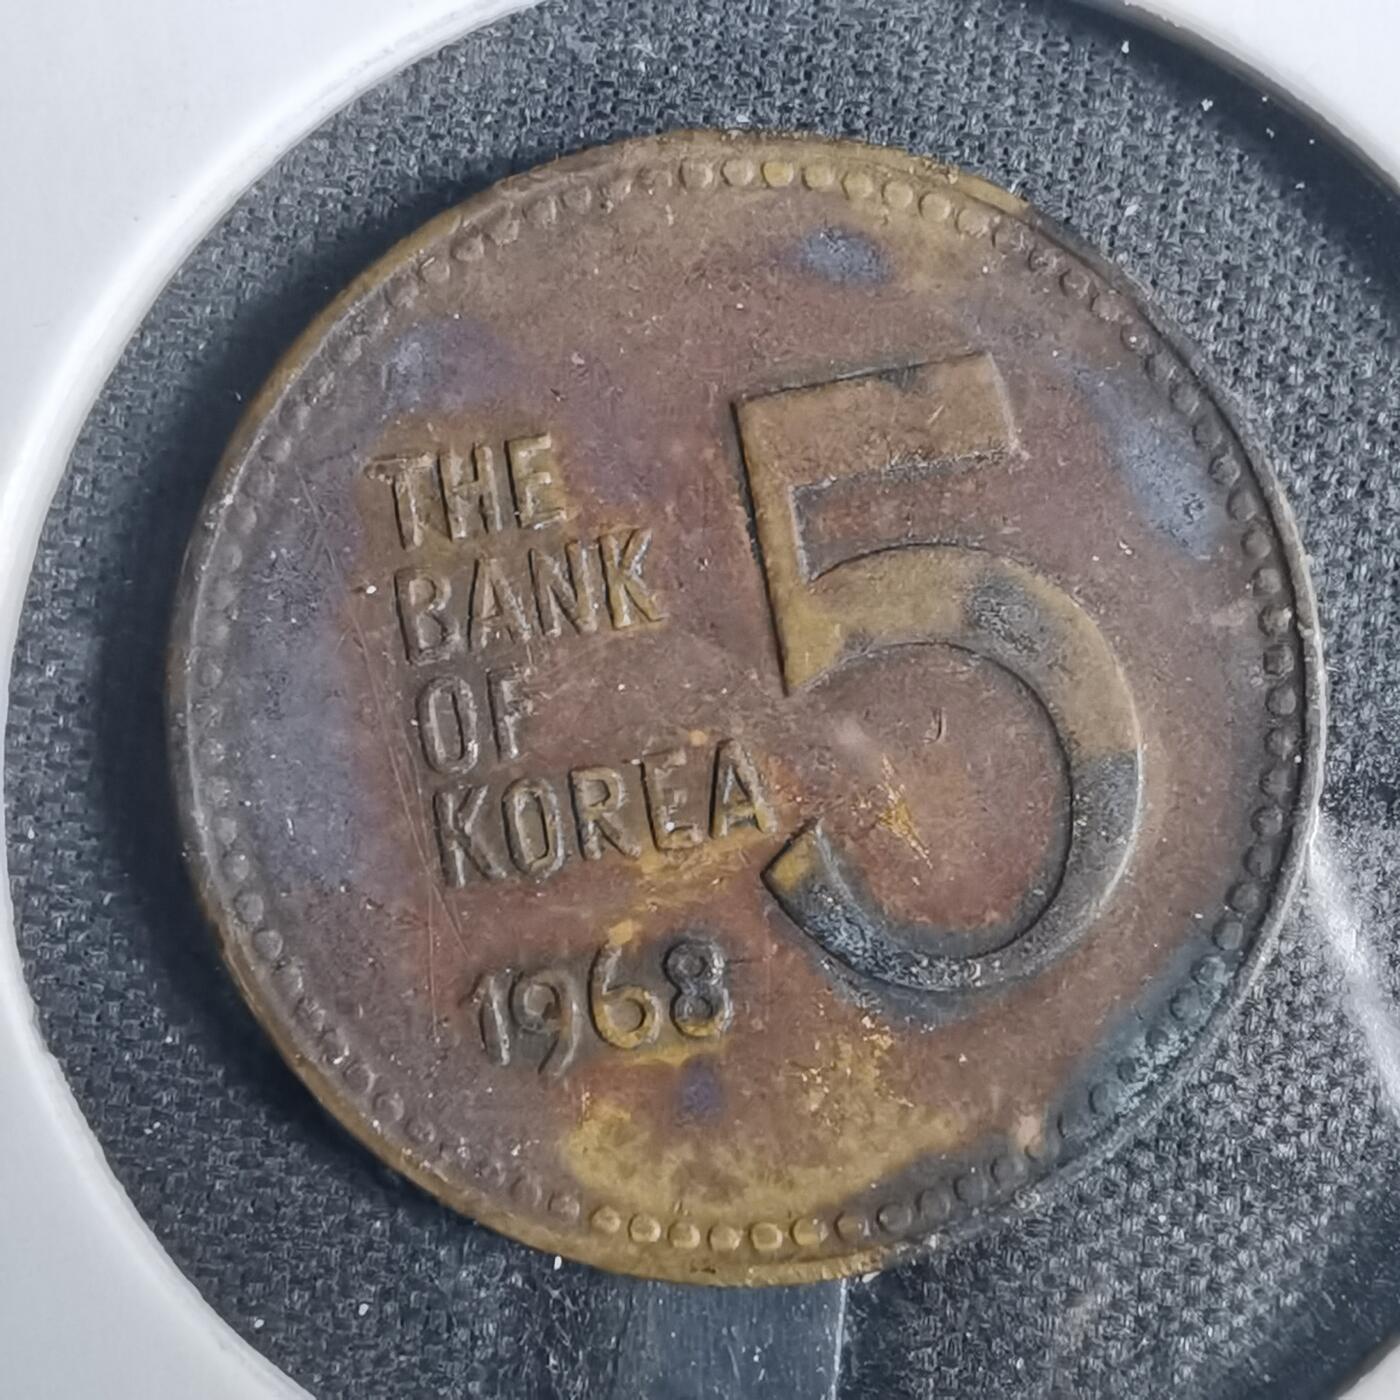 THE
BANK
OF
KOREA
1968
5